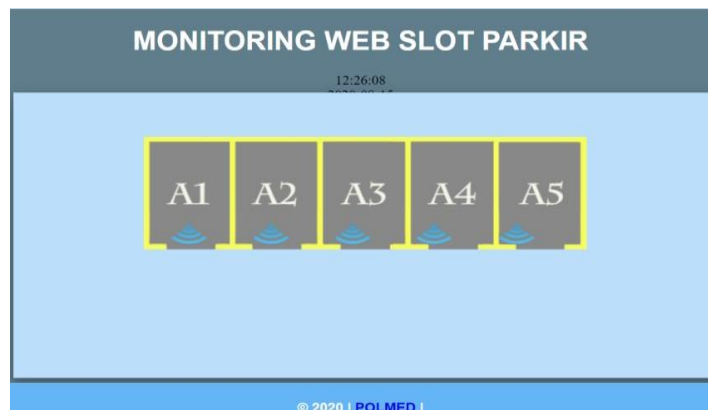 MONITORING WEB SLOT PARKIR
12:26:08
A1 A2 A3 A4 A5
© 2020 | POLMED |